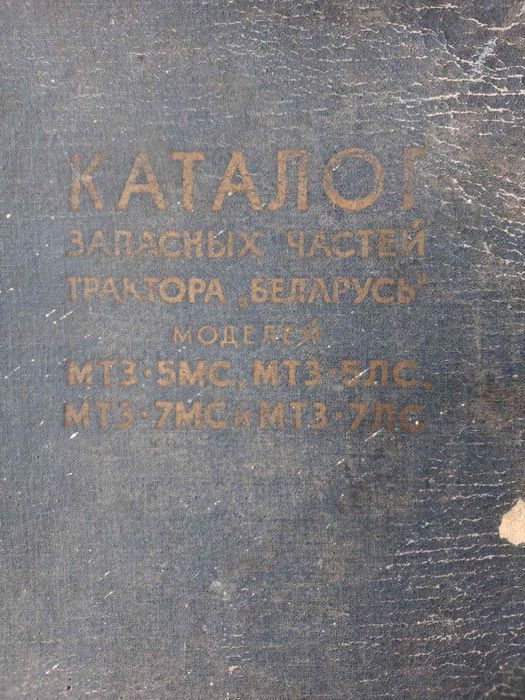 КАТАЛОГ
ЗАПАСНЫХ ЧАСТЕЙ
ТРАКТОРА „БЕЛАРУСЬ"
МОДЕЛЕЙ
МТЗ-5МС, МТЗ-5ЛС,
МТЗ-7МС и МТЗ-7ЛС